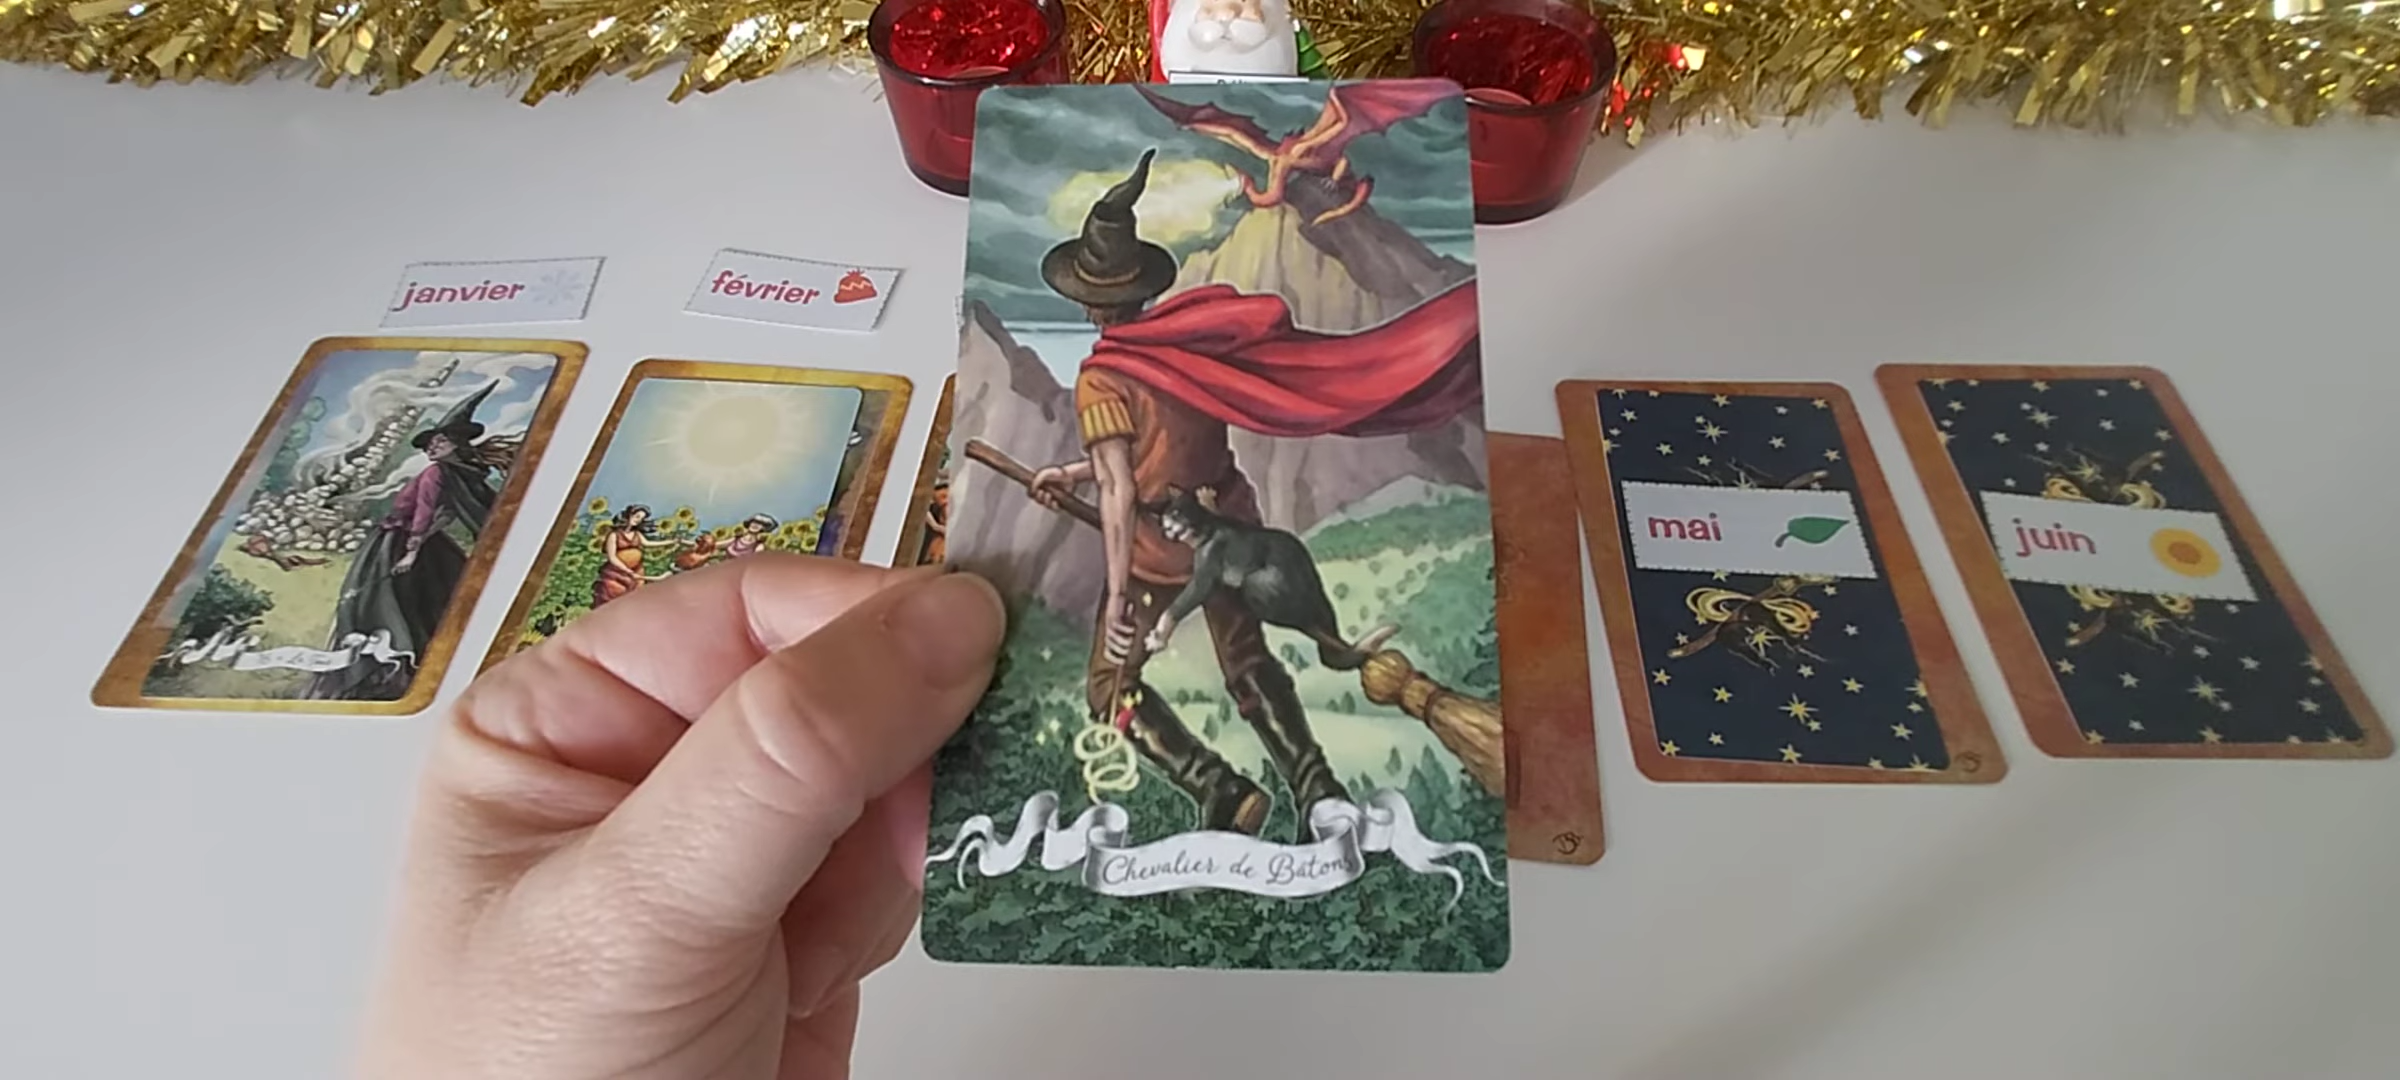 janvier
février
mai
juin
Chevalier de Bâtons